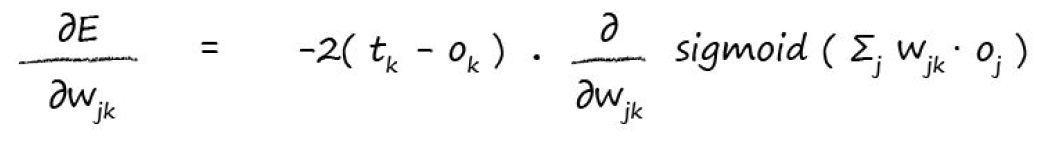 ∂E/∂w_jk = -2( t_k - o_k ) · ∂/∂w_jk sigmoid ( Σ_j w_jk · o_j )